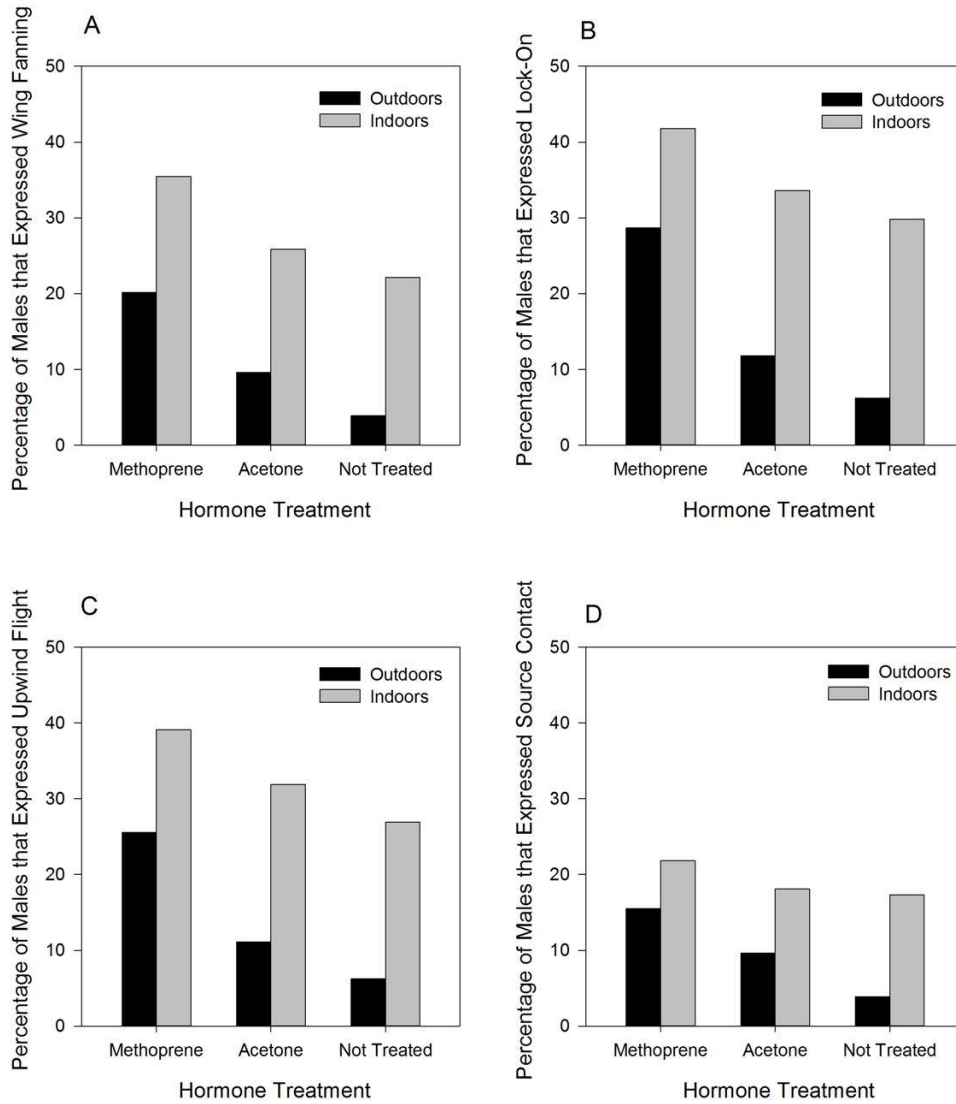 A
Percentage of Males that Expressed Wing Fanning
50
40
30
20
10
0
Outdoors
Indoors
Methoprene Acetone Not Treated
Hormone Treatment
B
Percentage of Males that Expressed Lock-On
50
40
30
20
10
0
Outdoors
Indoors
Methoprene Acetone Not Treated
Hormone Treatment
C
Percentage of Males that Expressed Upwind Flight
50
40
30
20
10
0
Outdoors
Indoors
Methoprene Acetone Not Treated
Hormone Treatment
D
Percentage of Males that Expressed Source Contact
50
40
30
20
10
0
Outdoors
Indoors
Methoprene Acetone Not Treated
Hormone Treatment